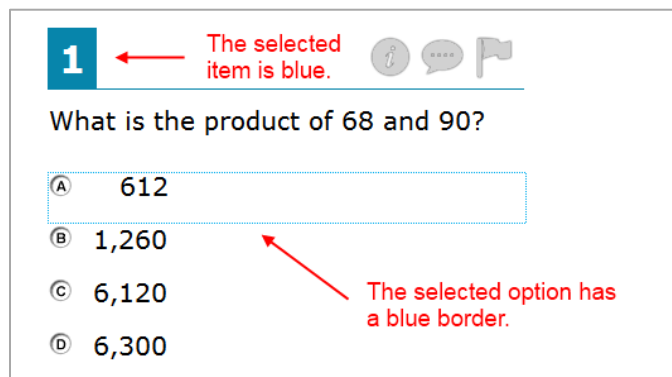 1
The selected
item is blue.
i
What is the product of 68 and 90?
A 612
B 1,260
C 6,120
D 6,300
The selected option has
a blue border.